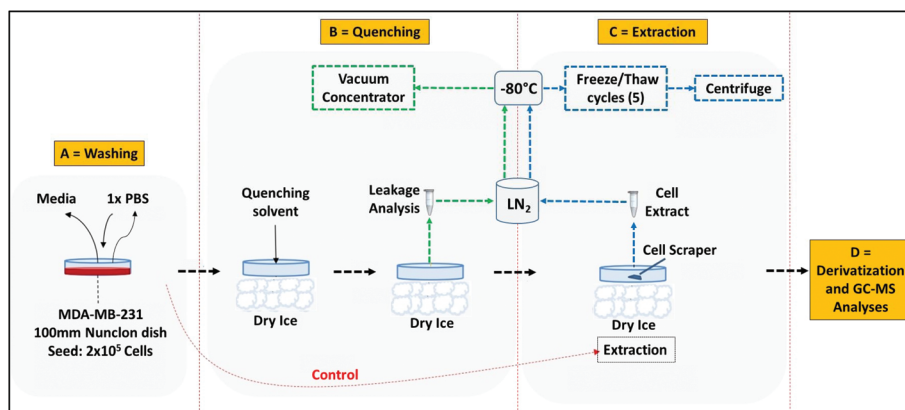 B = Quenching
C = Extraction
Vacuum
Concentrator
-80°C
Freeze/Thaw
cycles (5)
Centrifuge
A = Washing
Media
1x PBS
Quenching
solvent
Leakage
Analysis
LN₂
Cell
Extract
Cell Scraper
D =
Derivatization
and GC-MS
Analyses
MDA-MB-231
100mm Nunclon dish
Seed: 2x10⁵ Cells
Dry Ice
Dry Ice
Dry Ice
Extraction
Control